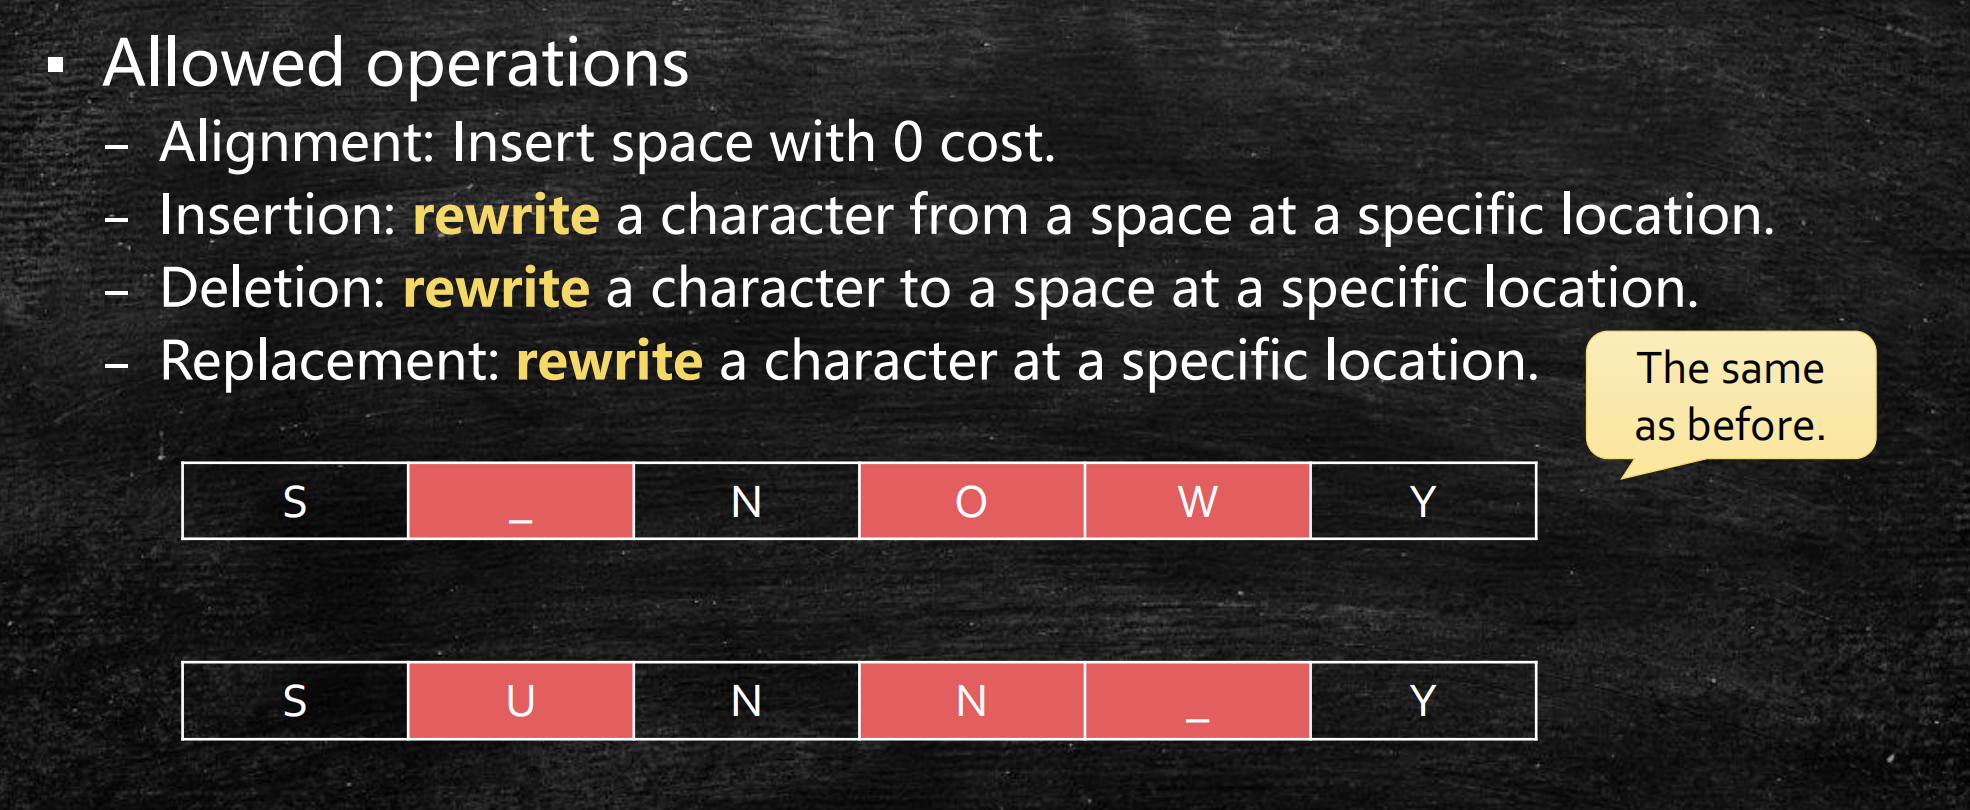 ▪ Allowed operations
– Alignment: Insert space with 0 cost.
– Insertion: rewrite a character from a space at a specific location.
– Deletion: rewrite a character to a space at a specific location.
– Replacement: rewrite a character at a specific location.
The same
as before.
S _ N O W Y
S U N N _ Y